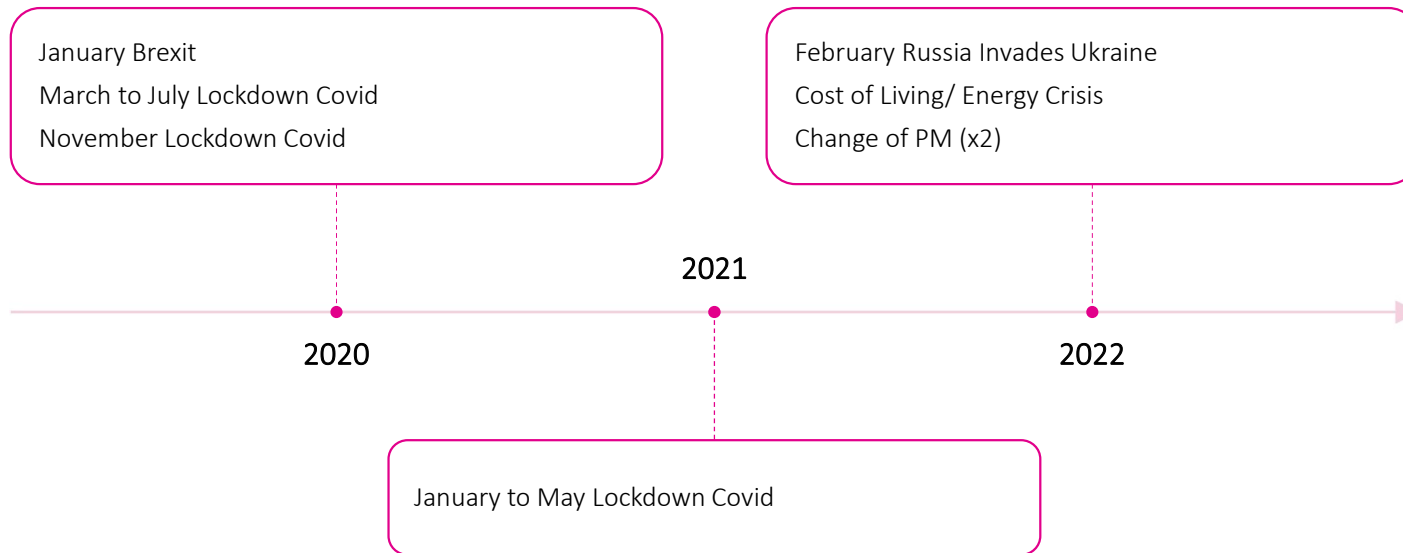 January Brexit
March to July Lockdown Covid
November Lockdown Covid
February Russia Invades Ukraine
Cost of Living/ Energy Crisis
Change of PM (x2)
2021
2020
2022
January to May Lockdown Covid